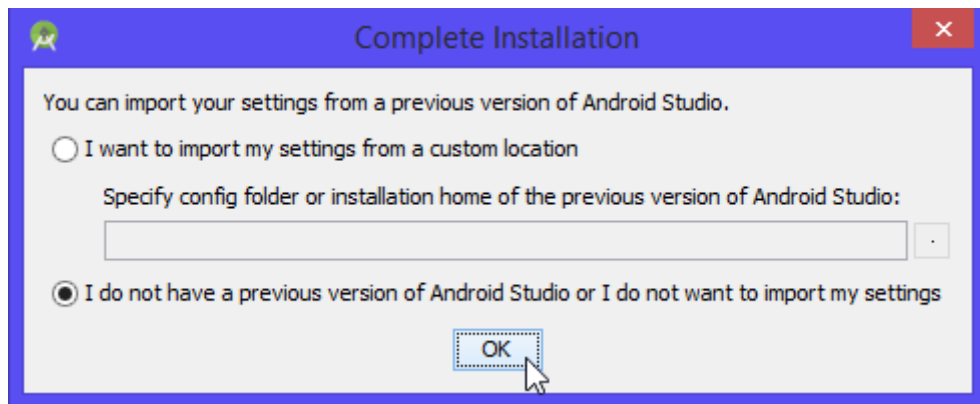 Complete Installation
You can import your settings from a previous version of Android Studio.
I want to import my settings from a custom location
Specify config folder or installation home of the previous version of Android Studio:
.
I do not have a previous version of Android Studio or I do not want to import my settings
OK